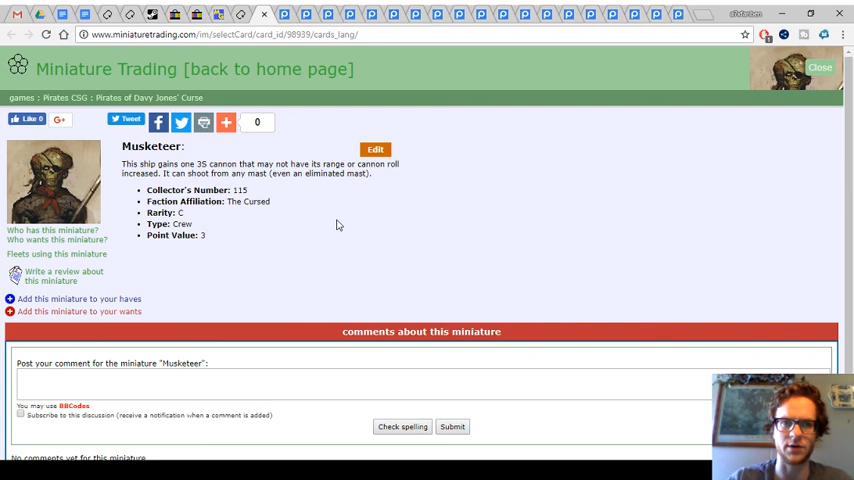 d7xfanben
www.miniaturetrading.com/im/selectCard/card_id/98939/cards_lang/
Miniature Trading [back to home page]
Close
games : Pirates CSG : Pirates of Davy Jones' Curse
Like 0
G+
Tweet
0
Musketeer:
Edit
This ship gains one 3S cannon that may not have its range or cannon roll
increased. It can shoot from any mast (even an eliminated mast).
• Collector's Number: 115
• Faction Affiliation: The Cursed
• Rarity: C
• Type: Crew
• Point Value: 3
Who has this miniature?
Who wants this miniature?
Fleets using this miniature
Write a review about
this miniature
Add this miniature to your haves
Add this miniature to your wants
comments about this miniature
Post your comment for the miniature "Musketeer":
You may use BBCodes
Subscribe to this discussion (receive a notification when a comment is added)
Check spelling
Submit
No comments yet for this miniature